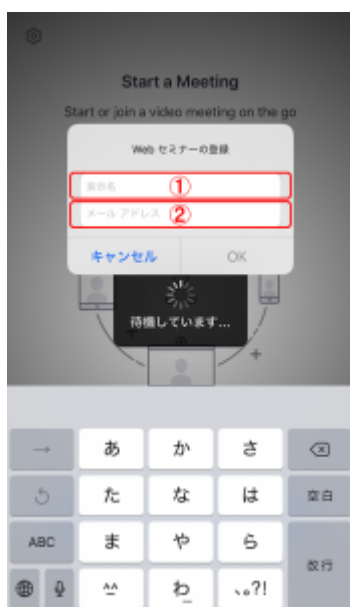 Start a Meeting
Start or join a video meeting on the go
Web セミナーの登録
表示名 ①
メール アドレス ②
キャンセル OK
待機しています...
→ あ か さ
た な は 空白
ABC ま や ら
改行
^^ わ 、。?!